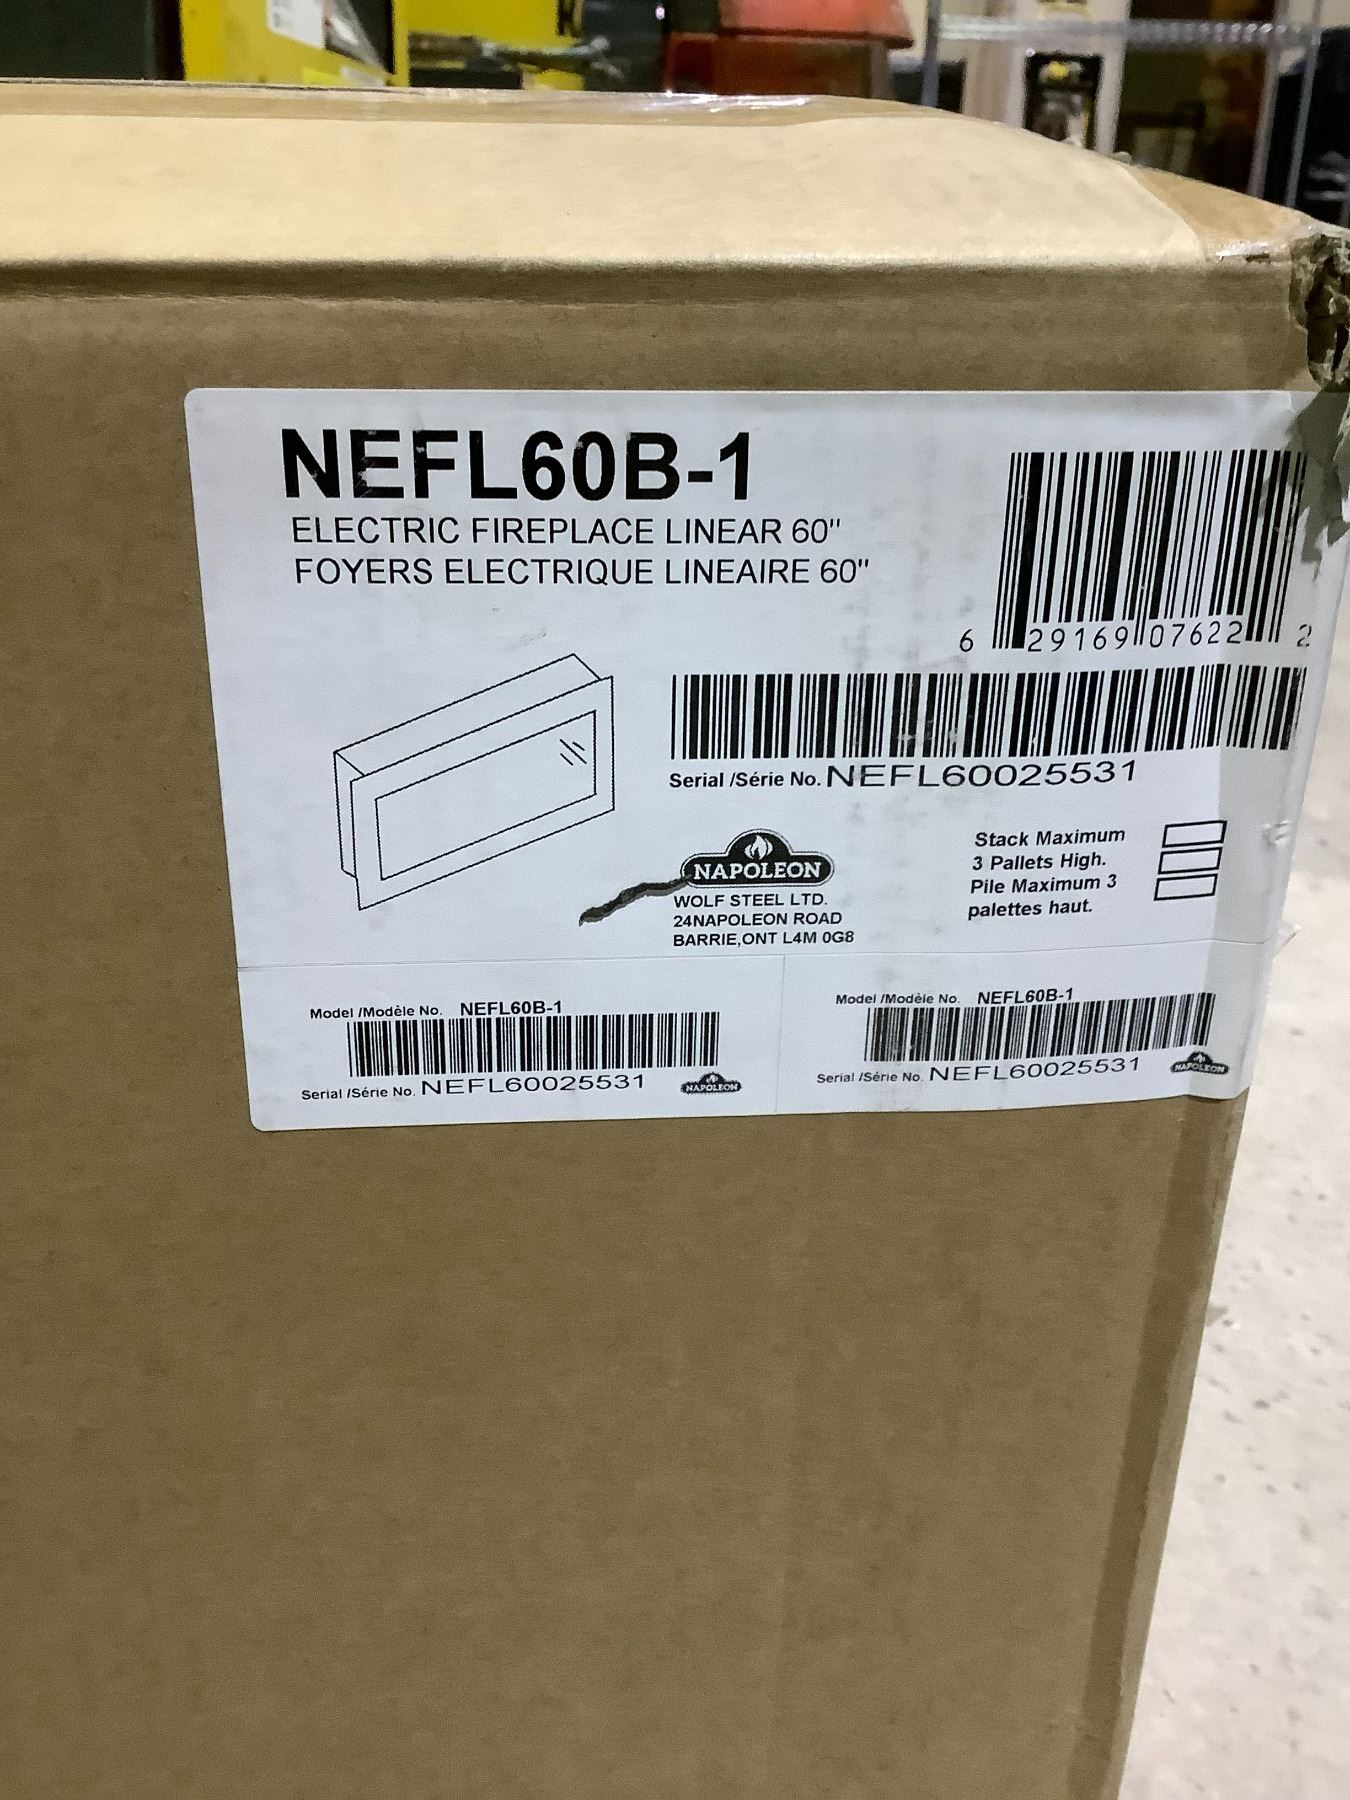 NEFL60B-1
ELECTRIC FIREPLACE LINEAR 60"
FOYERS ELECTRIQUE LINEAIRE 60"
6 29169 07622 2
Serial /Série No. NEFL60025531
NAPOLEON
WOLF STEEL LTD.
24NAPOLEON ROAD
BARRIE,ONT L4M 0G8
Stack Maximum
3 Pallets High.
Pile Maximum 3
palettes haut.
Model /Modèle No. NEFL60B-1
Serial /Série No. NEFL60025531
NAPOLEON
Model /Modèle No. NEFL60B-1
Serial /Série No. NEFL60025531
NAPOLEON